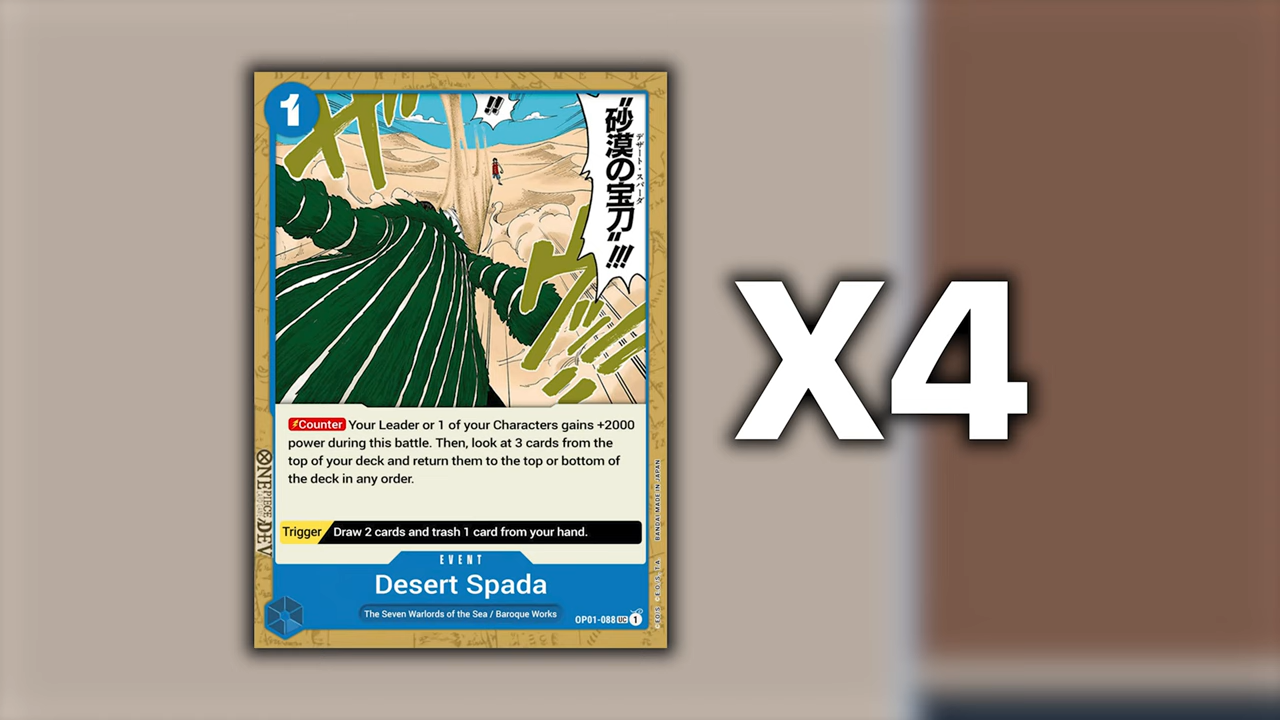 1
!!
"砂漠の宝刀"!!!
デザート・スパーダ
⚡Counter Your Leader or 1 of your Characters gains +2000
power during this battle. Then, look at 3 cards from the
top of your deck and return them to the top or bottom of
the deck in any order.
Trigger Draw 2 cards and trash 1 card from your hand.
EVENT
Desert Spada
The Seven Warlords of the Sea / Baroque Works
OP01-088 UC 1
BANDAI MADE IN JAPAN
X4